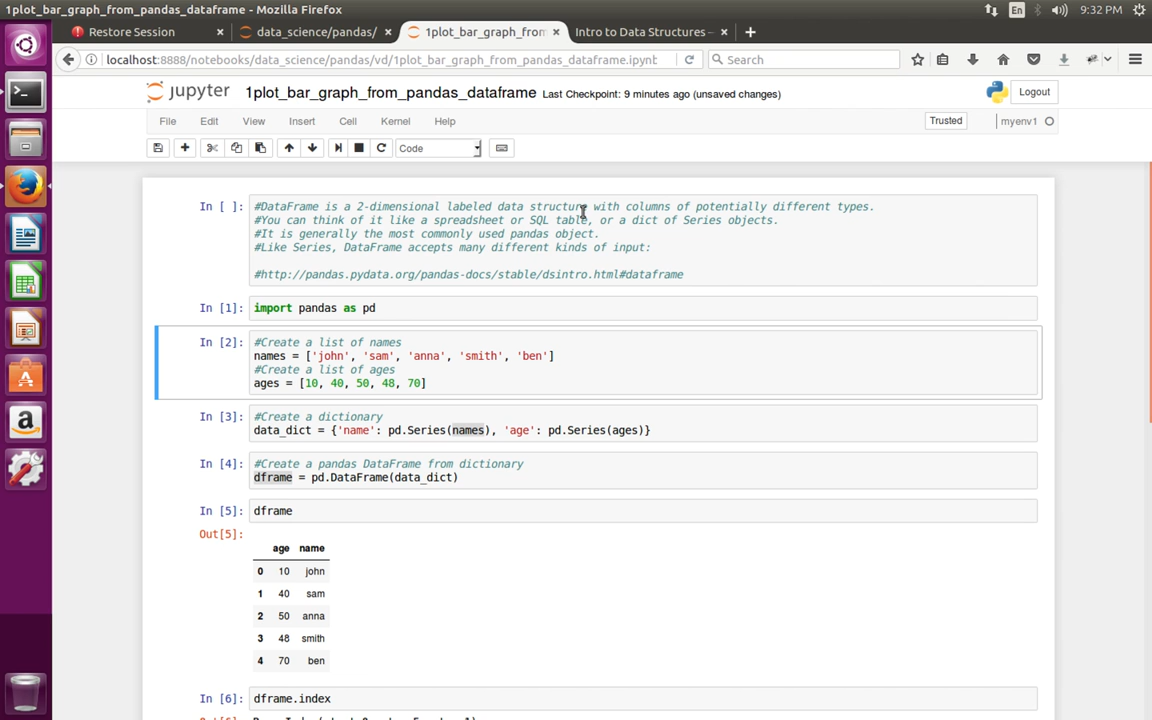 1plot_bar_graph_from_pandas_dataframe - Mozilla Firefox
En
9:32 PM
Restore Session
data_science/pandas/
1plot_bar_graph_from
Intro to Data Structures —
localhost:8888/notebooks/data_science/pandas/vd/1plot_bar_graph_from_pandas_dataframe.ipynb
Search
jupyter
1plot_bar_graph_from_pandas_dataframe
Last Checkpoint: 9 minutes ago (unsaved changes)
Logout
File Edit View Insert Cell Kernel Help
Trusted
myenv1
Code
In [ ]:
#DataFrame is a 2-dimensional labeled data structure with columns of potentially different types.
#You can think of it like a spreadsheet or SQL table, or a dict of Series objects.
#It is generally the most commonly used pandas object.
#Like Series, DataFrame accepts many different kinds of input:
#http://pandas.pydata.org/pandas-docs/stable/dsintro.html#dataframe
In [1]:
import pandas as pd
In [2]:
#Create a list of names
names = ['john', 'sam', 'anna', 'smith', 'ben']
#Create a list of ages
ages = [10, 40, 50, 48, 70]
In [3]:
#Create a dictionary
data_dict = {'name': pd.Series(names), 'age': pd.Series(ages)}
In [4]:
#Create a pandas DataFrame from dictionary
dframe = pd.DataFrame(data_dict)
In [5]:
dframe
Out[5]:
age name
0 10 john
1 40 sam
2 50 anna
3 48 smith
4 70 ben
In [6]:
dframe.index